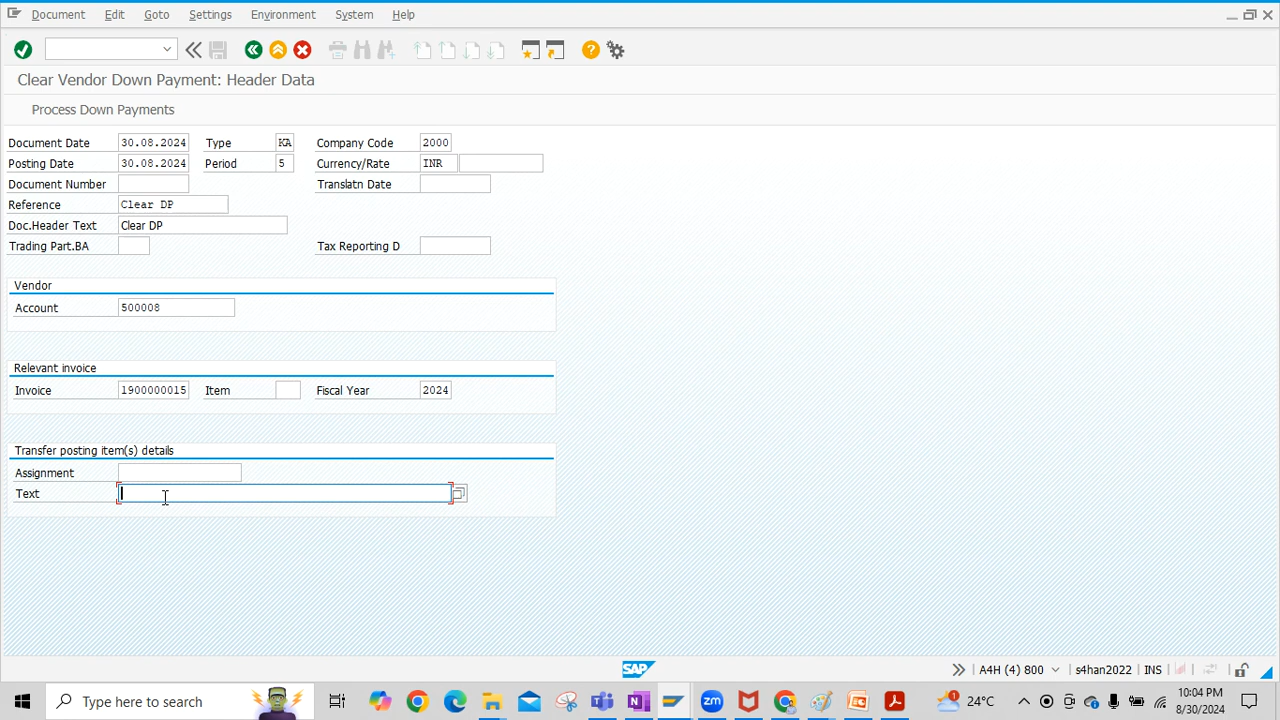 Document Edit Goto Settings Environment System Help
Clear Vendor Down Payment: Header Data
Process Down Payments
Document Date 30.08.2024 Type KA Company Code 2000
Posting Date 30.08.2024 Period 5 Currency/Rate INR
Document Number Translatn Date
Reference Clear DP
Doc.Header Text Clear DP
Trading Part.BA Tax Reporting D
Vendor
Account 500008
Relevant invoice
Invoice 1900000015 Item Fiscal Year 2024
Transfer posting item(s) details
Assignment
Text
SAP A4H (4) 800 s4han2022 INS
Type here to search 24°C 10:04 PM
8/30/2024